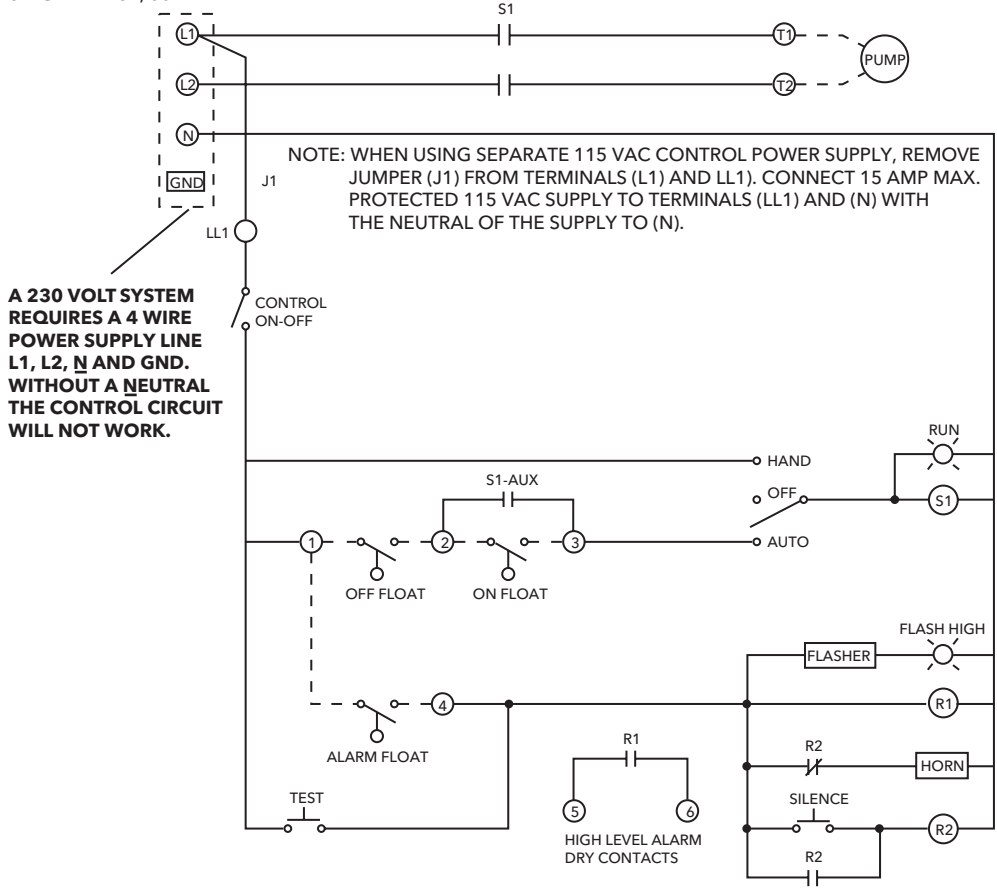 S1
L1
T1
PUMP
L2
T2
N
NOTE: WHEN USING SEPARATE 115 VAC CONTROL POWER SUPPLY, REMOVE
JUMPER (J1) FROM TERMINALS (L1) AND LL1). CONNECT 15 AMP MAX.
PROTECTED 115 VAC SUPPLY TO TERMINALS (LL1) AND (N) WITH
THE NEUTRAL OF THE SUPPLY TO (N).
GND
J1
LL1
A 230 VOLT SYSTEM
REQUIRES A 4 WIRE
POWER SUPPLY LINE
L1, L2, N AND GND.
WITHOUT A NEUTRAL
THE CONTROL CIRCUIT
WILL NOT WORK.
CONTROL
ON-OFF
RUN
HAND
S1-AUX
OFF
S1
1
2
3
AUTO
OFF FLOAT
ON FLOAT
FLASH HIGH
FLASHER
4
R1
ALARM FLOAT
R1
R2
HORN
TEST
5
6
SILENCE
R2
HIGH LEVEL ALARM
DRY CONTACTS
R2